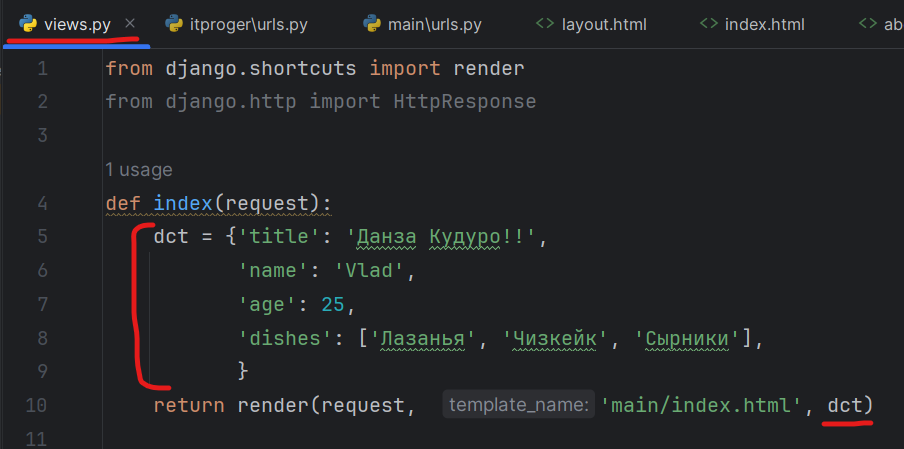 views.py × itproger\urls.py main\urls.py <> layout.html <> index.html <> ab
1 from django.shortcuts import render
2 from django.http import HttpResponse
3
1 usage
4 def index(request):
5 dct = {'title': 'Данза Кудуро!!',
6 'name': 'Vlad',
7 'age': 25,
8 'dishes': ['Лазанья', 'Чизкейк', 'Сырники'],
9 }
10 return render(request, template_name: 'main/index.html', dct)
11